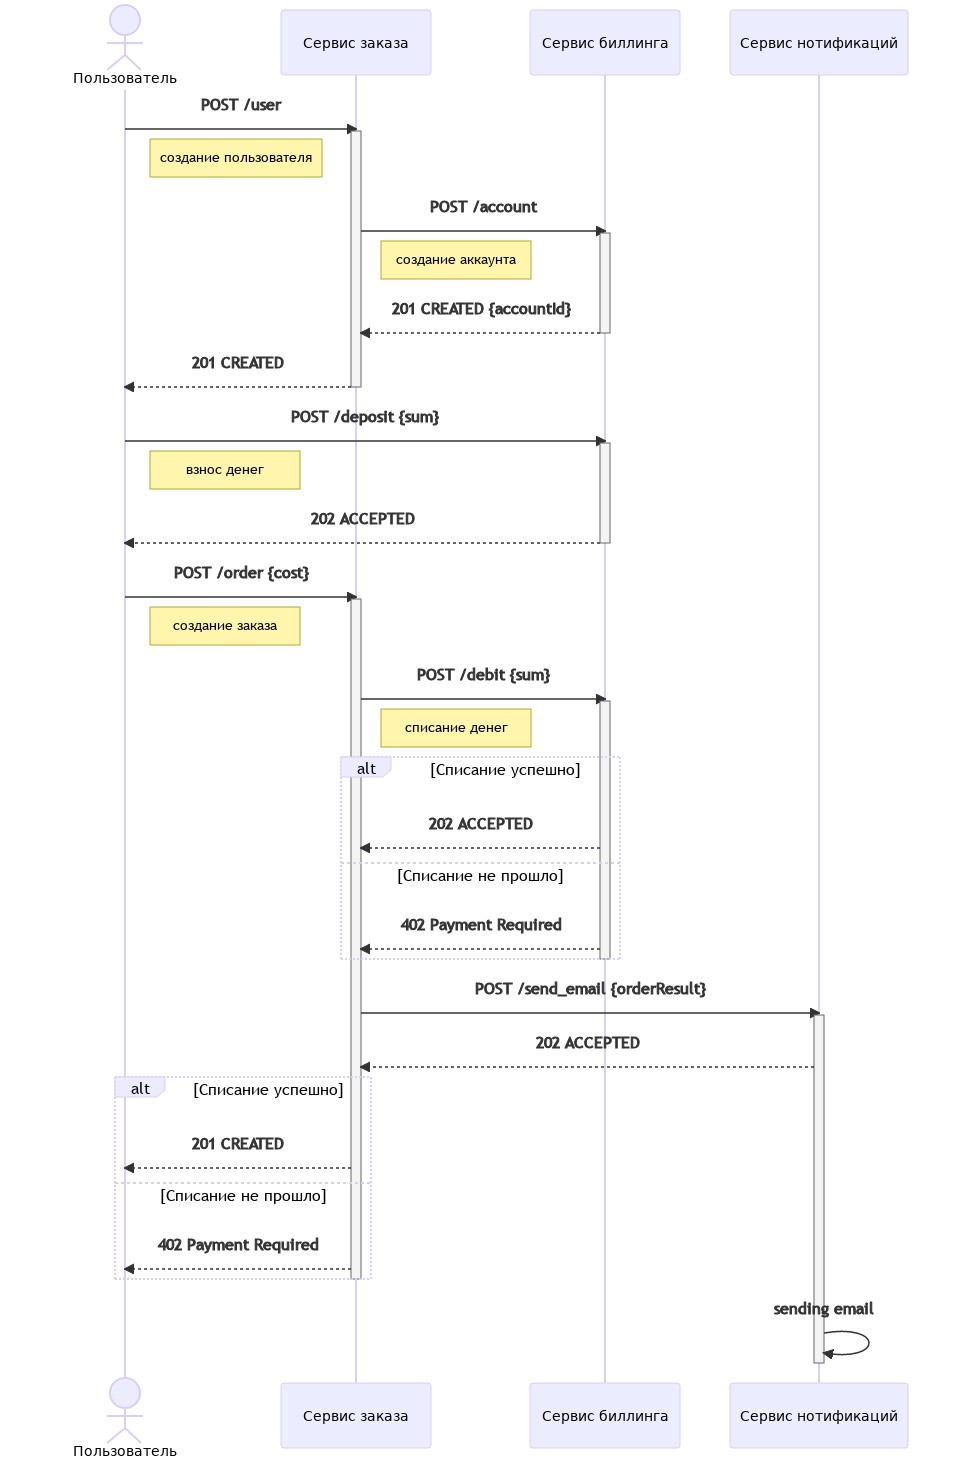 Пользователь
Сервис заказа
Сервис биллинга
Сервис нотификаций
POST /user
создание пользователя
POST /account
создание аккаунта
201 CREATED {accountId}
201 CREATED
POST /deposit {sum}
взнос денег
202 ACCEPTED
POST /order {cost}
создание заказа
POST /debit {sum}
списание денег
alt
[Списание успешно]
202 ACCEPTED
[Списание не прошло]
402 Payment Required
POST /send_email {orderResult}
202 ACCEPTED
alt
[Списание успешно]
201 CREATED
[Списание не прошло]
402 Payment Required
sending email
Пользователь
Сервис заказа
Сервис биллинга
Сервис нотификаций